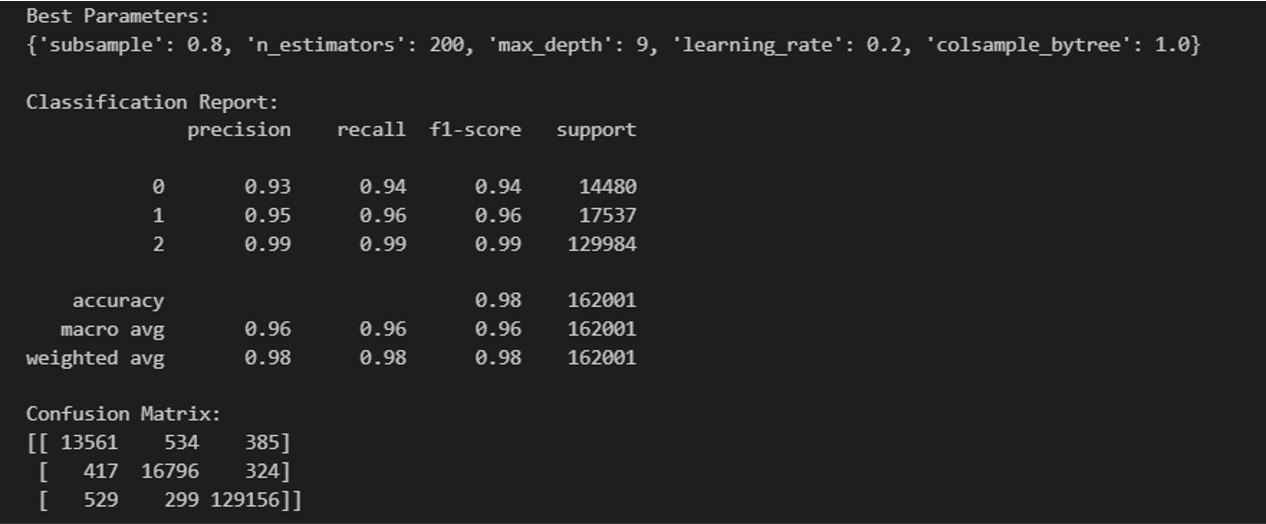 Best Parameters:
{'subsample': 0.8, 'n_estimators': 200, 'max_depth': 9, 'learning_rate': 0.2, 'colsample_bytree': 1.0}
Classification Report:
precision recall f1-score support
0 0.93 0.94 0.94 14480
1 0.95 0.96 0.96 17537
2 0.99 0.99 0.99 129984
accuracy 0.98 162001
macro avg 0.96 0.96 0.96 162001
weighted avg 0.98 0.98 0.98 162001
Confusion Matrix:
[[ 13561 534 385]
[ 417 16796 324]
[ 529 299 129156]]